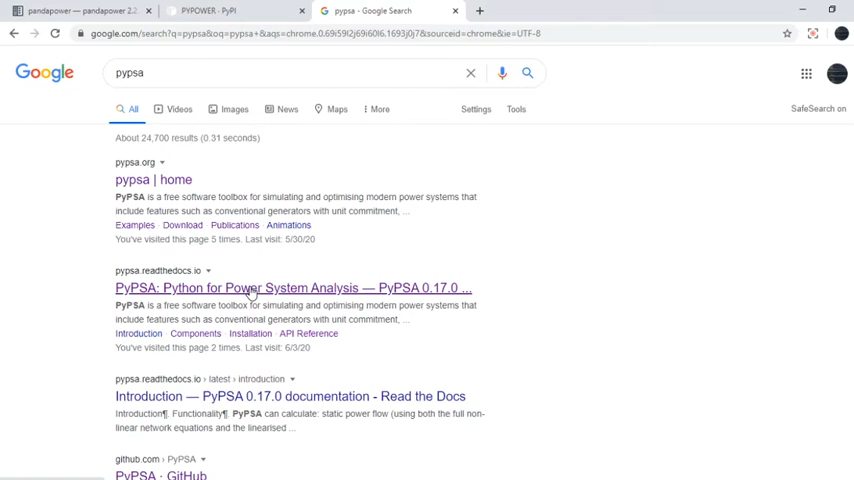 pandapower — pandapower 2.2. PYPOWER · PyPI pypsa - Google Search
google.com/search?q=pypsa&oq=pypsa+&aqs=chrome.0.69i59l2j69i60l6.1693j0j7&sourceid=chrome&ie=UTF-8
Google pypsa
All Videos Images News Maps More Settings Tools SafeSearch on
About 24,700 results (0.31 seconds)
pypsa.org
pypsa | home
PyPSA is a free software toolbox for simulating and optimising modern power systems that
include features such as conventional generators with unit commitment, ...
Examples · Download · Publications · Animations
You've visited this page 5 times. Last visit: 5/30/20
pypsa.readthedocs.io
PyPSA: Python for Power System Analysis — PyPSA 0.17.0 ...
PyPSA is a free software toolbox for simulating and optimising modern power systems that
include features such as conventional generators with unit commitment, ...
Introduction · Components · Installation · API Reference
You've visited this page 2 times. Last visit: 6/3/20
pypsa.readthedocs.io › latest › introduction
Introduction — PyPSA 0.17.0 documentation - Read the Docs
Introduction¶. Functionality¶. PyPSA can calculate: static power flow (using both the full non-
linear network equations and the linearised ...
github.com › PyPSA
PyPSA · GitHub